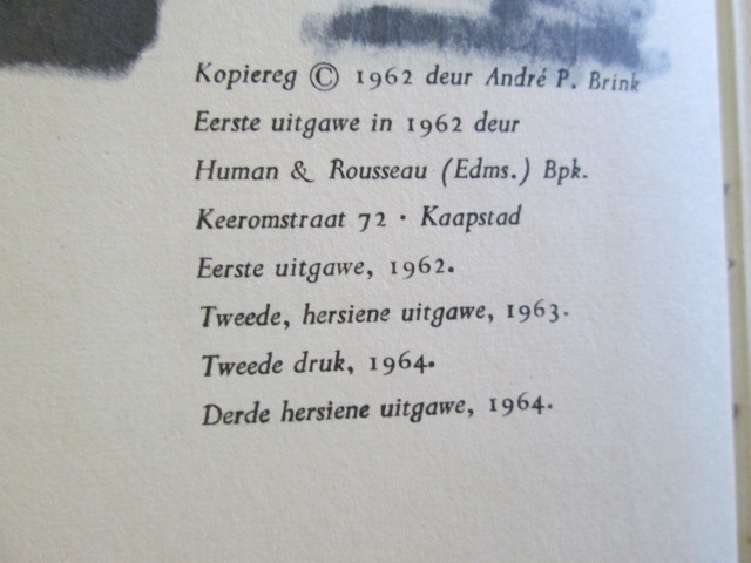 Kopiereg © 1962 deur André P. Brink
Eerste uitgawe in 1962 deur
Human & Rousseau (Edms.) Bpk.
Keeromstraat 72 · Kaapstad
Eerste uitgawe, 1962.
Tweede, hersiene uitgawe, 1963.
Tweede druk, 1964.
Derde hersiene uitgawe, 1964.